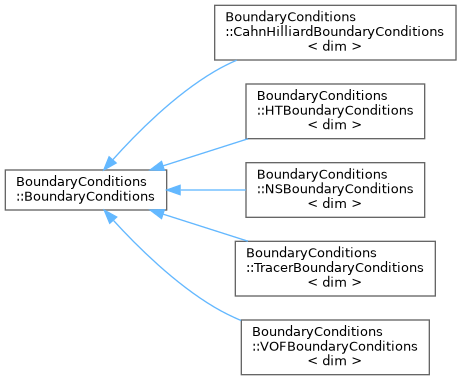 BoundaryConditions
::CahnHilliardBoundaryConditions
< dim >
BoundaryConditions
::HTBoundaryConditions
< dim >
BoundaryConditions
::BoundaryConditions
BoundaryConditions
::NSBoundaryConditions
< dim >
BoundaryConditions
::TracerBoundaryConditions
< dim >
BoundaryConditions
::VOFBoundaryConditions
< dim >